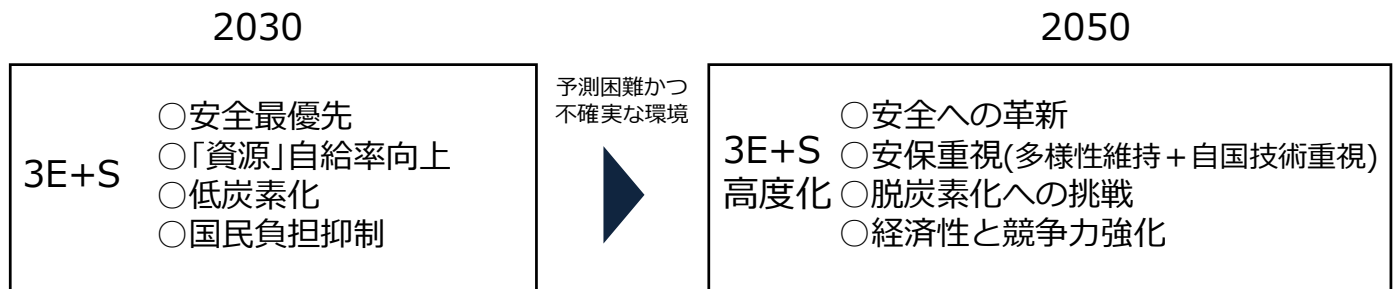 2030
3E+S
○安全最優先
○「資源」自給率向上
○低炭素化
○国民負担抑制
予測困難かつ
不確実な環境
2050
3E+S
高度化
○安全への革新
○安保重視(多様性維持＋自国技術重視)
○脱炭素化への挑戦
○経済性と競争力強化